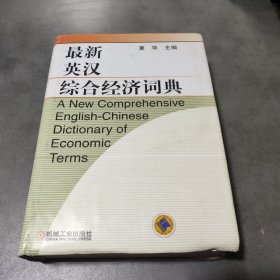 最新
夏华 主编
英汉
综合经济词典
A New Comprehensive
English-Chinese
Dictionary of
Economic
Terms
机械工业出版社
CHINA MACHINE PRESS